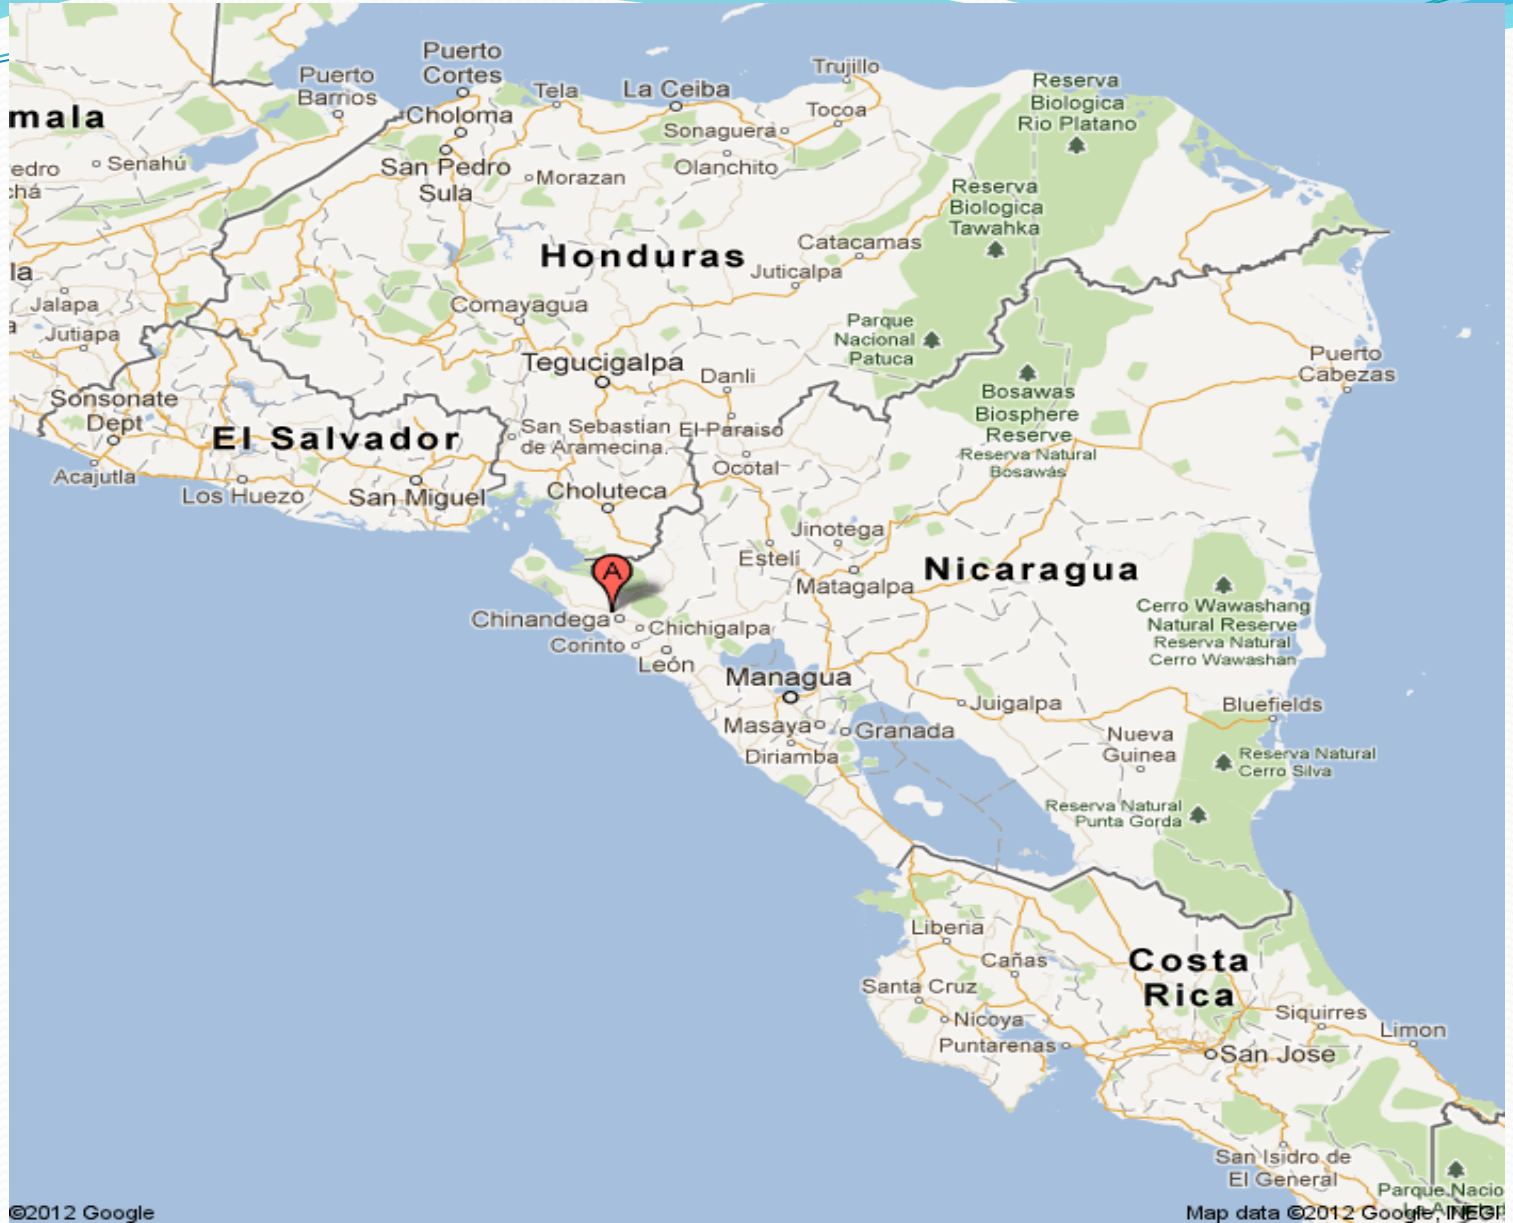 Puerto
Cortes
Puerto
Barrios
Tela
La Ceiba
Trujillo
Reserva
Biologica
Rio Platano
mala
Choloma
Tocoa
Sonaguera
Senahú
San Pedro
Sula
Morazan
Olanchito
edro
chá
Reserva
Biologica
Tawahka
Honduras
Catacamas
Juticalpa
la
Jalapa
Jutiapa
Comayagua
Parque
Nacional
Patuca
Tegucigalpa
Danli
Puerto
Cabezas
Sonsonate
Dept
Bosawas
Biosphere
Reserve
Reserva Natural
Bosawás
El Salvador
San Sebastian
de Aramecina.
El Paraiso
Ocotal
Acajutla
Los Huezo
San Miguel
Choluteca
Jinotega
Estelí
Matagalpa
Nicaragua
A
Cerro Wawashang
Natural Reserve
Reserva Natural
Cerro Wawashan
Chinandega
Chichigalpa
Corinto
León
Managua
Juigalpa
Bluefields
Masaya
Granada
Diriamba
Nueva
Guinea
Reserva Natural
Cerro Silva
Reserva Natural
Punta Gorda
Liberia
Cañas
Costa
Rica
Santa Cruz
Nicoya
Puntarenas
Siquirres
Limon
San Jose
San Isidro de
El General
Parque Nacio
©2012 Google
Map data ©2012 Google, INEGI